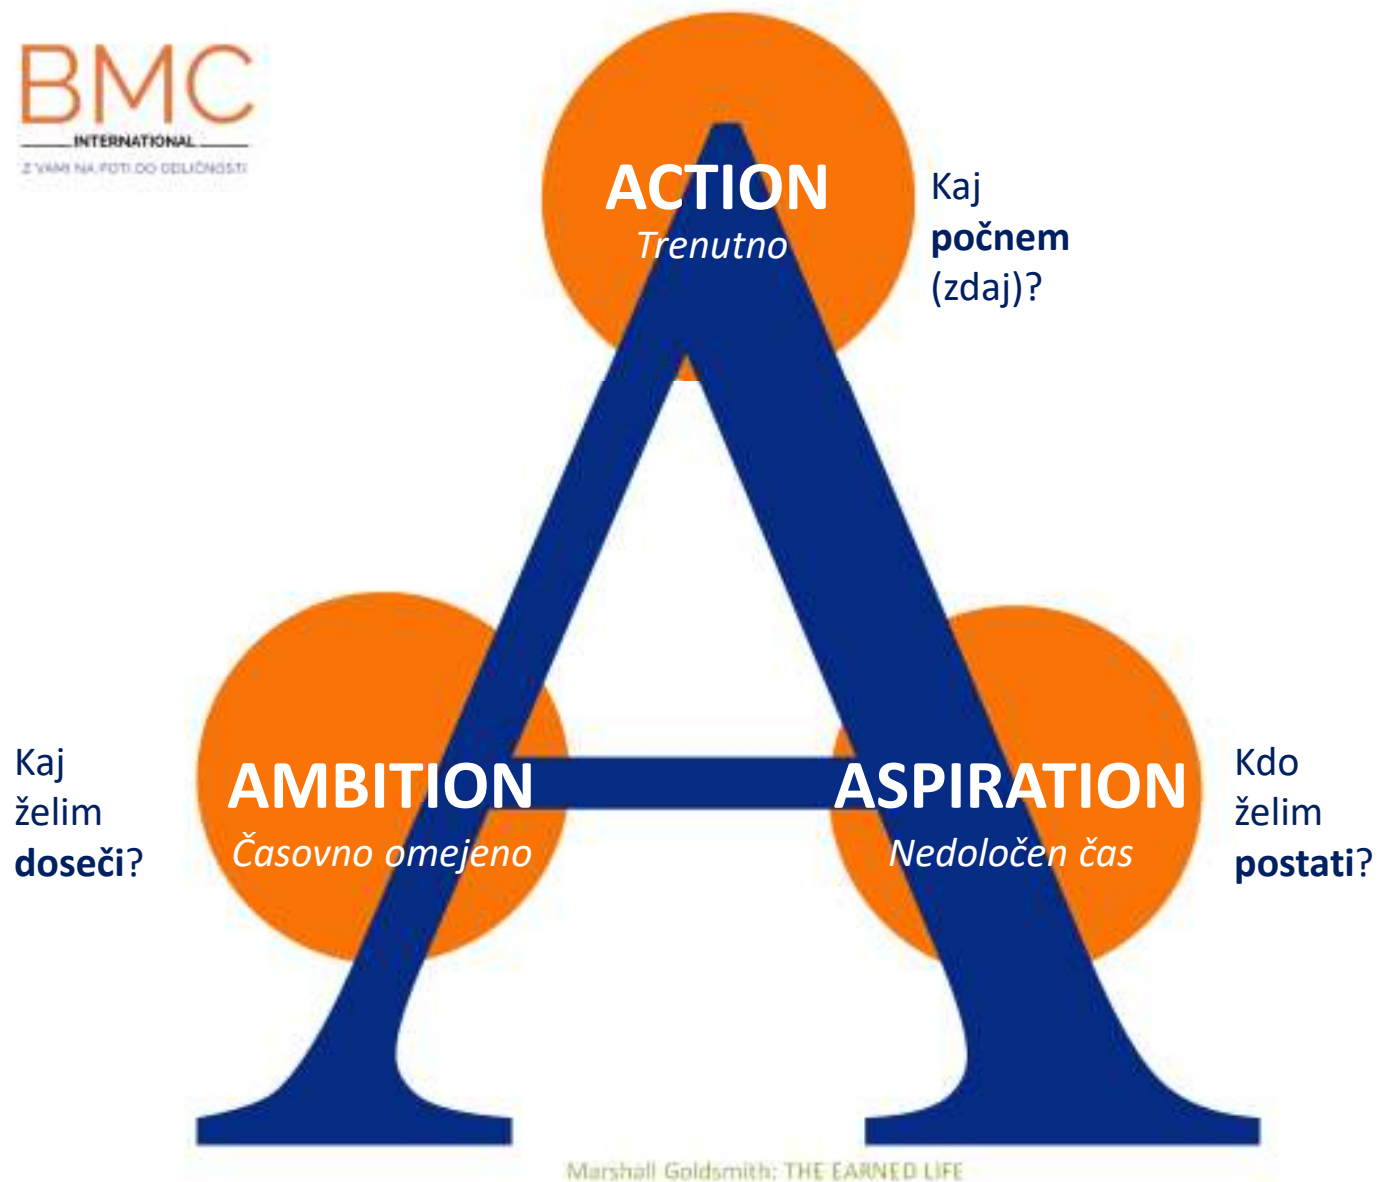 BMC
INTERNATIONAL
Z VAMI NA POTI DO ODLIČNOSTI
ACTION
Trenutno
Kaj
počnem
(zdaj)?
Kaj
želim
doseči?
AMBITION
Časovno omejeno
ASPIRATION
Nedoločen čas
Kdo
želim
postati?
Marshall Goldsmith: THE EARNED LIFE